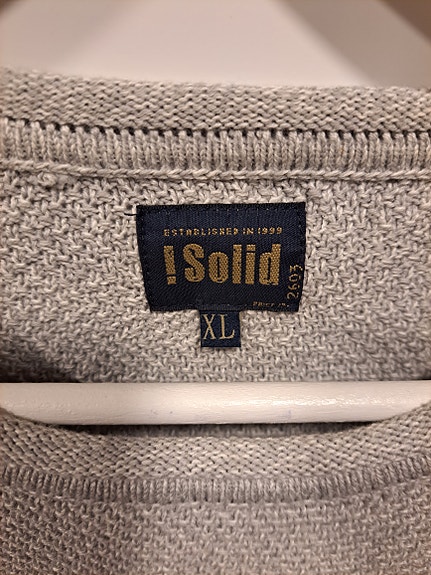 ESTABLISHED IN 1999
!Solid
2603
XL